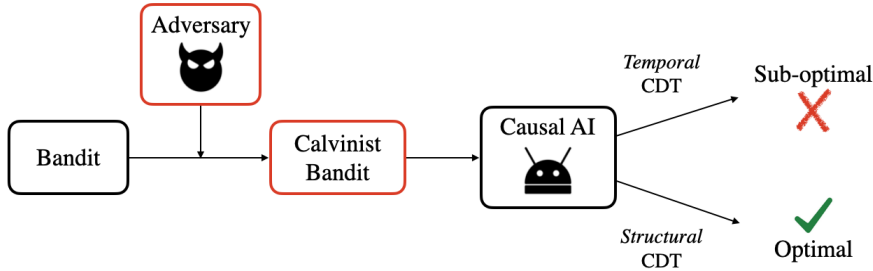 Adversary
Bandit
Calvinist
Bandit
Causal AI
Temporal
CDT
Sub-optimal
Structural
CDT
Optimal